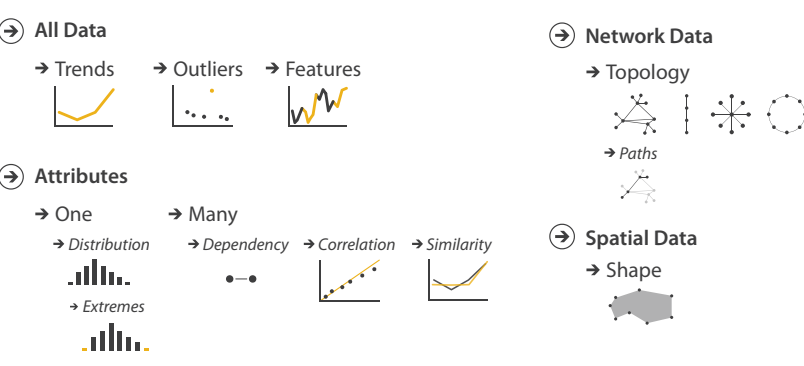 All Data
Trends
Outliers
Features
Attributes
One
Many
Distribution
Dependency
Correlation
Similarity
Extremes
Network Data
Topology
Paths
Spatial Data
Shape